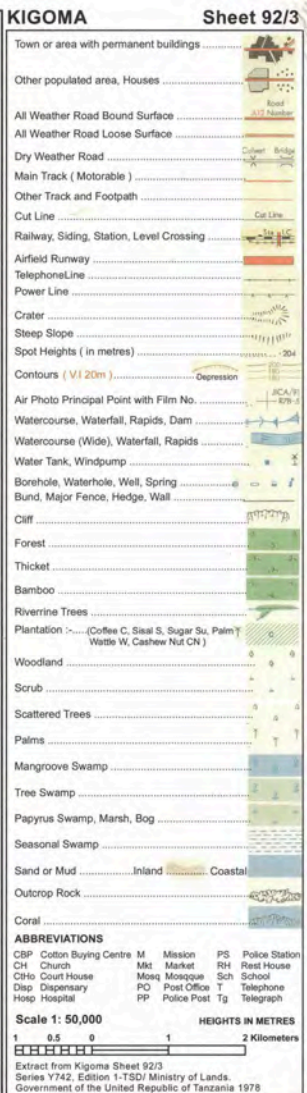 KIGOMA Sheet 92/3
Town or area with permanent buildings
Other populated area, Houses
Road
All Weather Road Bound Surface A12 Number
All Weather Road Loose Surface
Culvert Bridge
Dry Weather Road
Main Track ( Motorable )
Other Track and Footpath
Cut Line Cut Line
Railway, Siding, Station, Level Crossing Stn LC
Airfield Runway
TelephoneLine
Power Line
Crater
Steep Slope
Spot Heights ( in metres) 204
Contours ( V.I 20m ) Depression
Air Photo Principal Point with Film No.
Watercourse, Waterfall, Rapids, Dam
Watercourse (Wide), Waterfall, Rapids
Water Tank, Windpump
Borehole, Waterhole, Well, Spring
Bund, Major Fence, Hedge, Wall
Cliff
Forest
Thicket
Bamboo
Riverrine Trees
Plantation :-.....(Coffee C, Sisal S, Sugar Su, Palm
Wattle W, Cashew Nut CN )
Woodland
Scrub
Scattered Trees
Palms
Mangroove Swamp
Tree Swamp
Papyrus Swamp, Marsh, Bog
Seasonal Swamp
Sand or Mud Inland Coastal
Outcrop Rock
Coral
ABBREVIATIONS
CBP Cotton Buying Centre M Mission PS Police Station
CH Church Mkt Market RH Rest House
CtHo Court House Mosq Mosqque Sch School
Disp Dispensary PO Post Office T Telephone
Hosp Hospital PP Police Post Tg Telegraph
Scale 1: 50,000 HEIGHTS IN METRES
1 0.5 0 1 2 Kilometers
Extract from Kigoma Sheet 92/3
Series Y742, Edition 1-TSD/ Ministry of Lands.
Government of the United Republic of Tanzania 1978